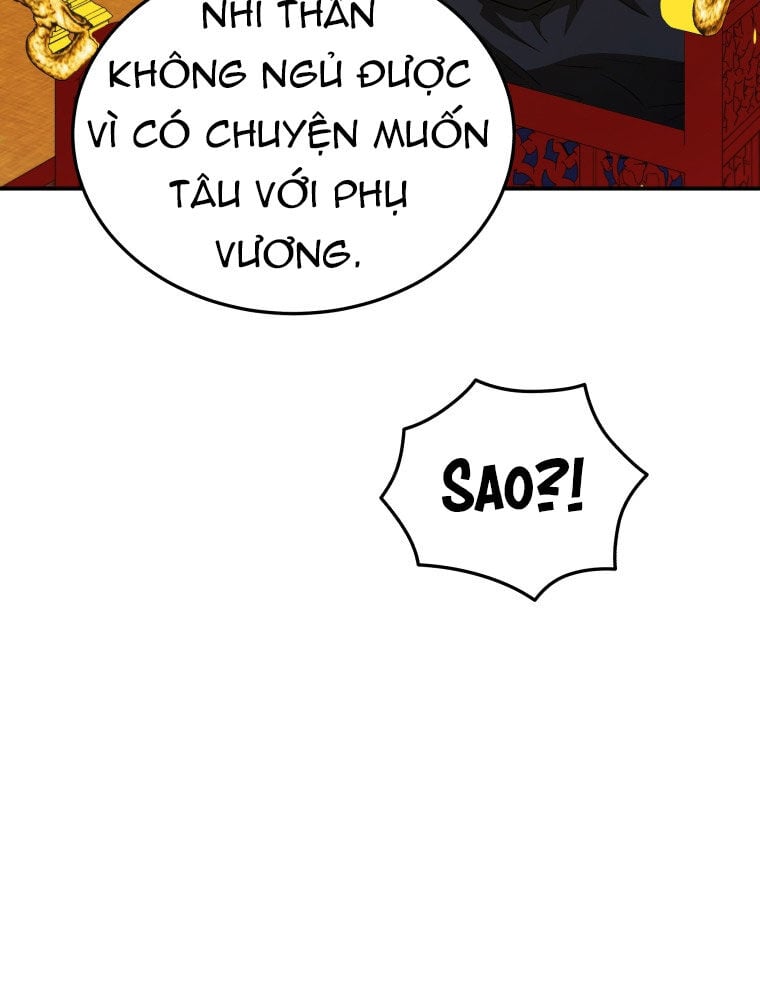 NHI THẦN
KHÔNG NGỦ ĐƯỢC
VÌ CÓ CHUYỆN MUỐN
TÂU VỚI PHỤ
VƯƠNG.
SAO?!